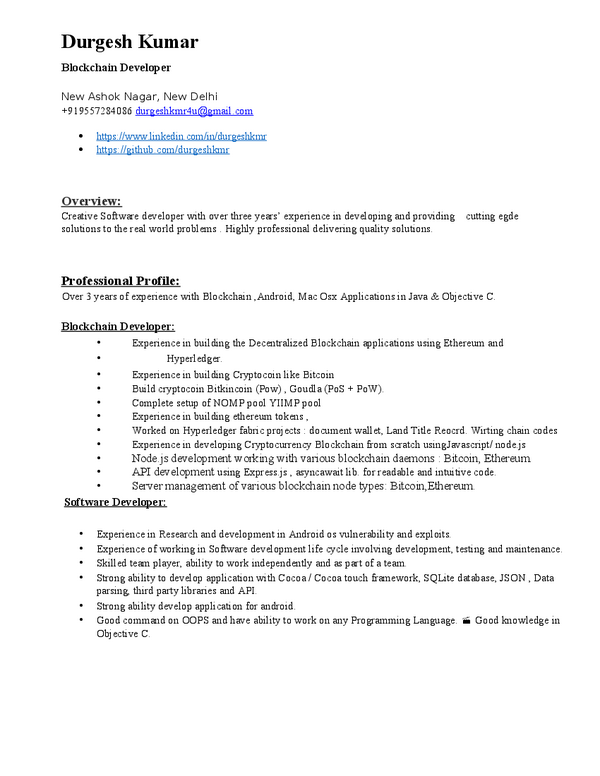 Durgesh Kumar
Blockchain Developer
New Ashok Nagar, New Delhi
+919557284086 durgeshkmr4u@gmail.com
• https://www.linkedin.com/in/durgeshkmr
• https://github.com/durgeshkmr
Overview:
Creative Software developer with over three years’ experience in developing and providing cutting egde
solutions to the real world problems . Highly professional delivering quality solutions.
Professional Profile:
Over 3 years of experience with Blockchain ,Android, Mac Osx Applications in Java & Objective C.
Blockchain Developer:
• Experience in building the Decentralized Blockchain applications using Ethereum and
• Hyperledger.
• Experience in building Cryptocoin like Bitcoin
• Build cryptocoin Bitkincoin (Pow) , Goudla (PoS + PoW).
• Complete setup of NOMP pool YIIMP pool
• Experience in building ethereum tokens ,
• Worked on Hyperledger fabric projects : document wallet, Land Title Reocrd. Wirting chain codes
• Experience in developing Cryptocurrency Blockchain from scratch usingJavascript/ node.js
• Node.js development working with various blockchain daemons : Bitcoin, Ethereum
• API development using Express.js , asyncawait lib. for readable and intuitive code.
• Server management of various blockchain node types: Bitcoin,Ethereum.
Software Developer:
• Experience in Research and development in Android os vulnerability and exploits.
• Experience of working in Software development life cycle involving development, testing and maintenance.
• Skilled team player, ability to work independently and as part of a team.
• Strong ability to develop application with Cocoa / Cocoa touch framework, SQLite database, JSON , Data
parsing, third party libraries and API.
• Strong ability develop application for android.
• Good command on OOPS and have ability to work on any Programming Language. Good knowledge in
Objective C.